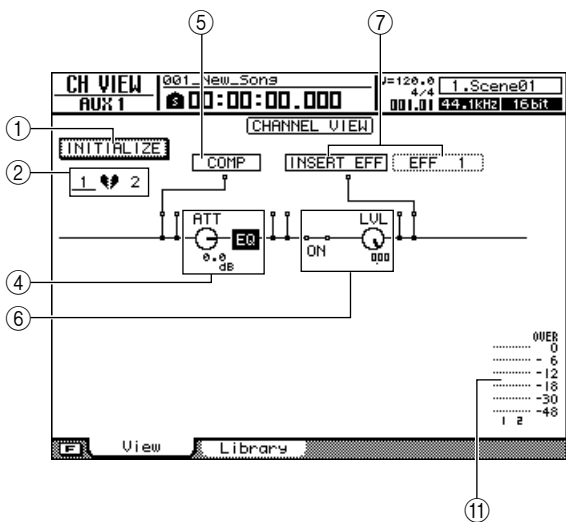 ⑤ ⑦
CH VIEW
AUX 1
001_New_Song
S 00:00:00.000
♩=120.0
4/4
001.01
1.Scene01
44.1kHz 16bit
CHANNEL VIEW
①
INITIALIZE
COMP
INSERT EFF
EFF 1
②
1 2
ATT
EQ
0.0
dB
ON
LVL
000
④
⑥
OVER
0
-6
-12
-18
-30
-48
1 2
F
View
Library
⑪